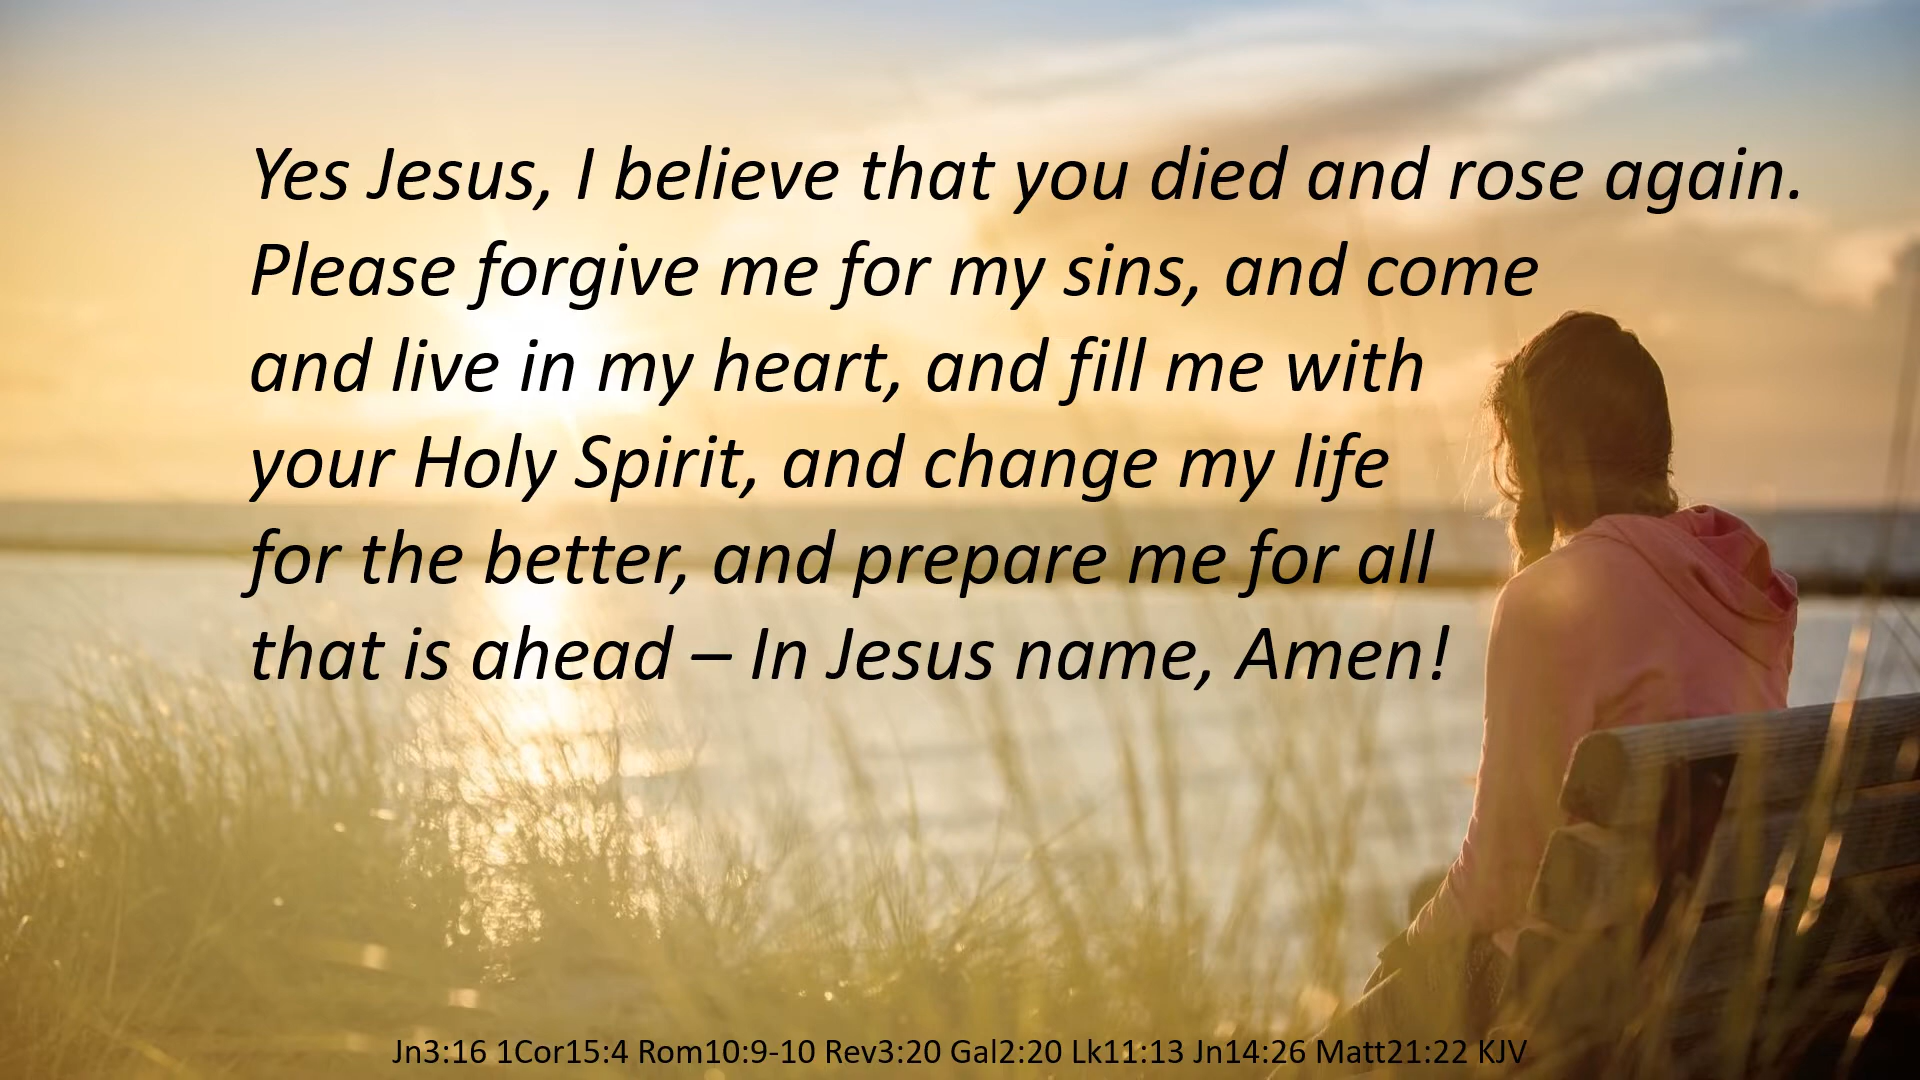 Yes Jesus, I believe that you died and rose again.
Please forgive me for my sins, and come
and live in my heart, and fill me with
your Holy Spirit, and change my life
for the better, and prepare me for all
that is ahead – In Jesus name, Amen!
Jn3:16 1Cor15:4 Rom10:9-10 Rev3:20 Gal2:20 Lk11:13 Jn14:26 Matt21:22 KJV